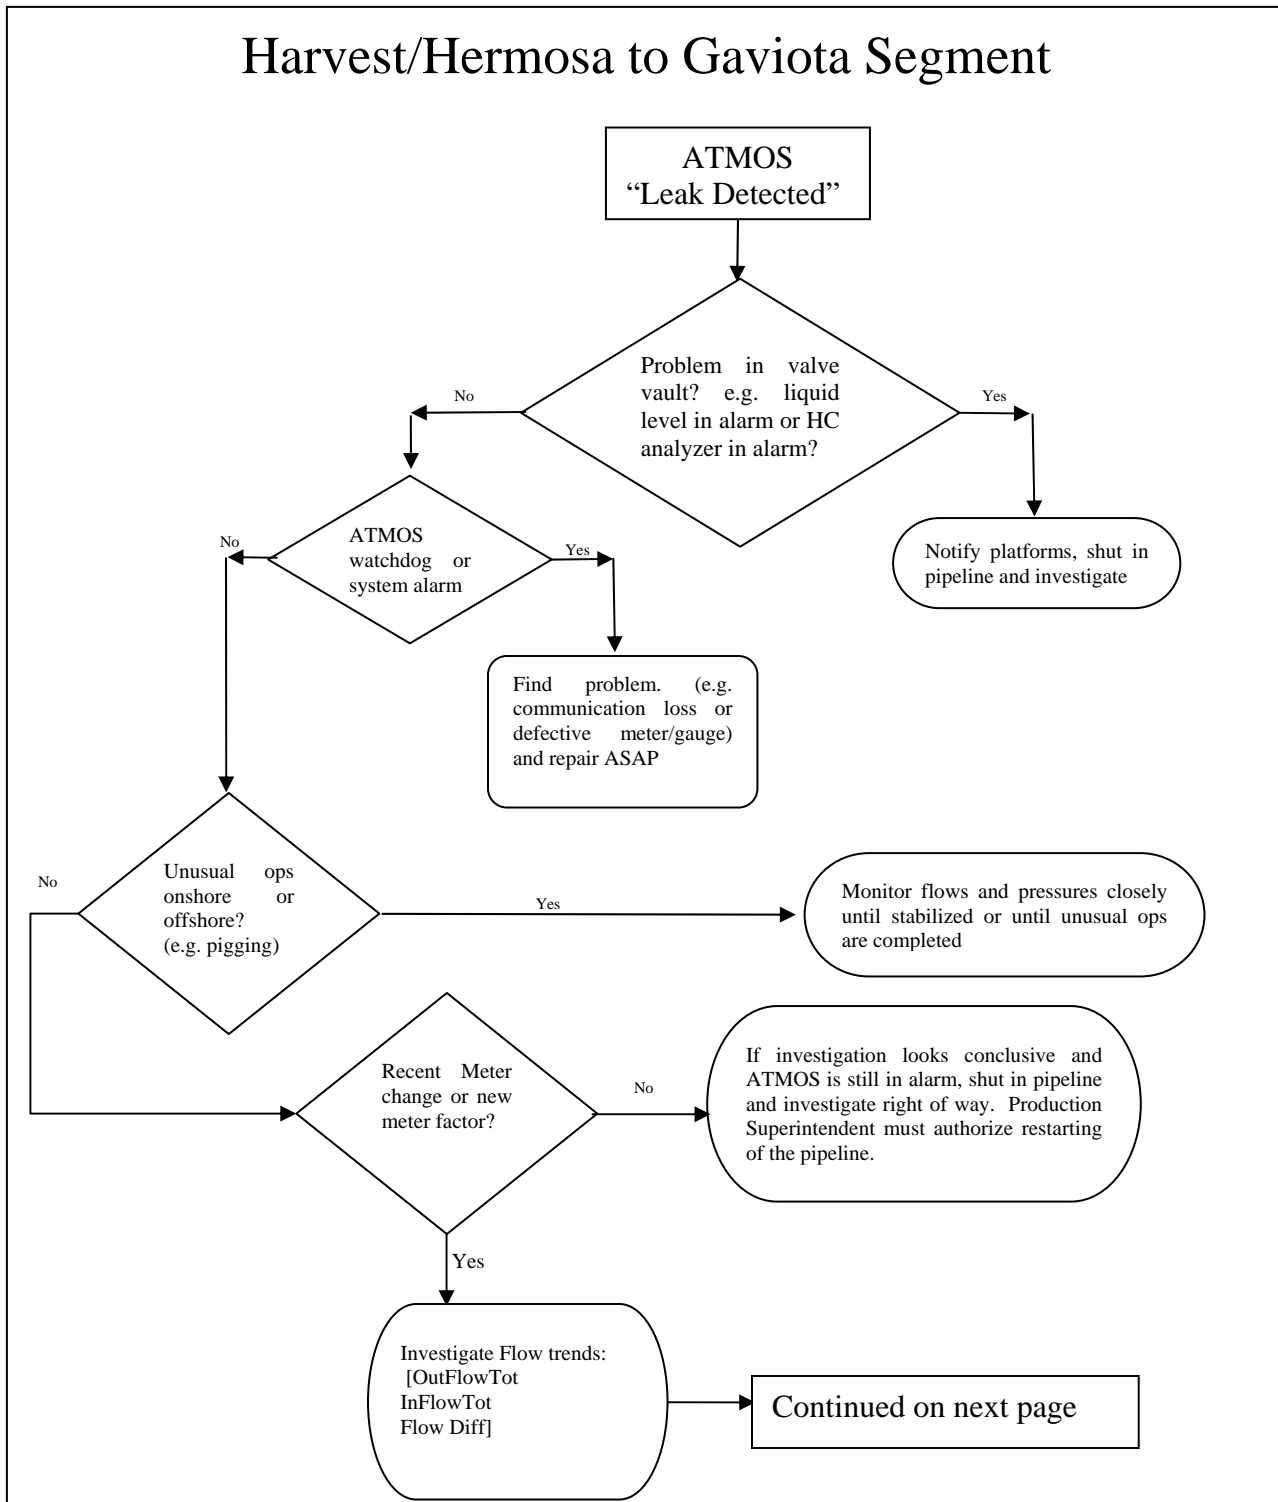 Harvest/Hermosa to Gaviota Segment
ATMOS
“Leak Detected”
Problem in valve
vault? e.g. liquid
level in alarm or HC
analyzer in alarm?
No
Yes
ATMOS
watchdog or
system alarm
No
Yes
Notify platforms, shut in
pipeline and investigate
Find problem. (e.g.
communication loss or
defective meter/gauge)
and repair ASAP
Unusual ops
onshore or
offshore?
(e.g. pigging)
No
Yes
Monitor flows and pressures closely
until stabilized or until unusual ops
are completed
Recent Meter
change or new
meter factor?
No
If investigation looks conclusive and
ATMOS is still in alarm, shut in pipeline
and investigate right of way. Production
Superintendent must authorize restarting
of the pipeline.
Yes
Investigate Flow trends:
[OutFlowTot
InFlowTot
Flow Diff]
Continued on next page